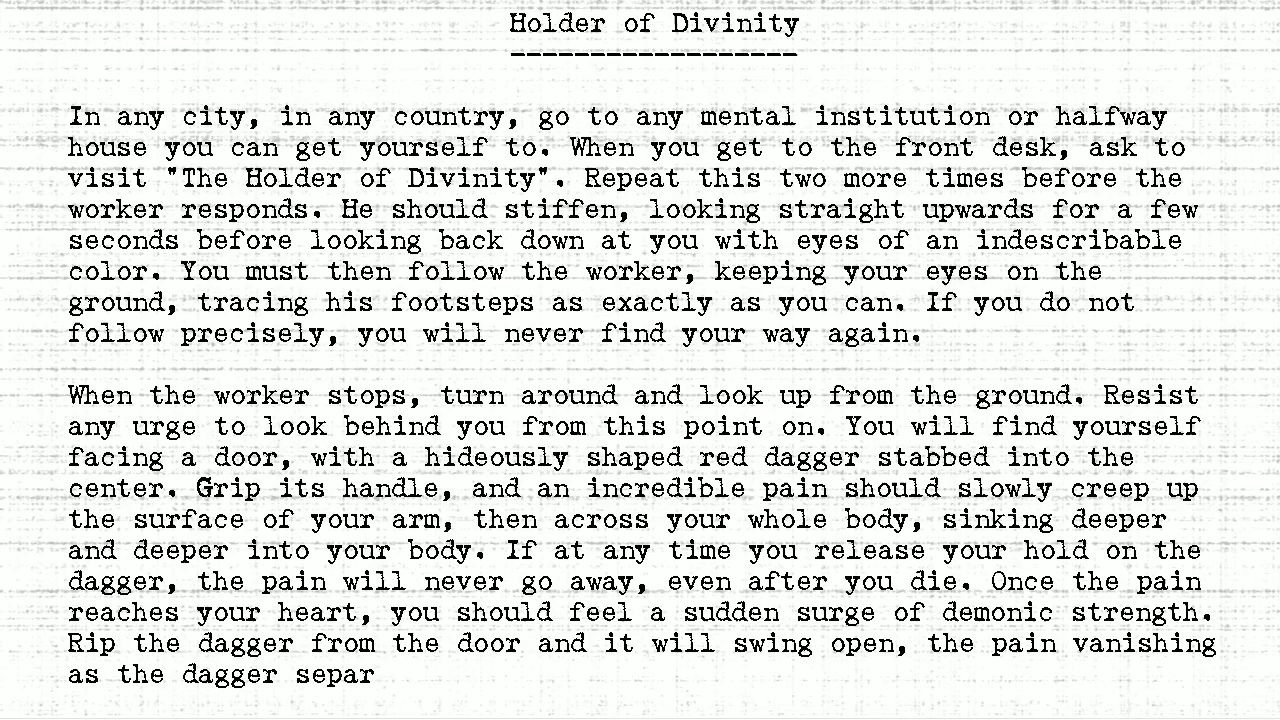 Holder of Divinity
------------------
In any city, in any country, go to any mental institution or halfway
house you can get yourself to. When you get to the front desk, ask to
visit "The Holder of Divinity". Repeat this two more times before the
worker responds. He should stiffen, looking straight upwards for a few
seconds before looking back down at you with eyes of an indescribable
color. You must then follow the worker, keeping your eyes on the
ground, tracing his footsteps as exactly as you can. If you do not
follow precisely, you will never find your way again.
When the worker stops, turn around and look up from the ground. Resist
any urge to look behind you from this point on. You will find yourself
facing a door, with a hideously shaped red dagger stabbed into the
center. Grip its handle, and an incredible pain should slowly creep up
the surface of your arm, then across your whole body, sinking deeper
and deeper into your body. If at any time you release your hold on the
dagger, the pain will never go away, even after you die. Once the pain
reaches your heart, you should feel a sudden surge of demonic strength.
Rip the dagger from the door and it will swing open, the pain vanishing
as the dagger separ